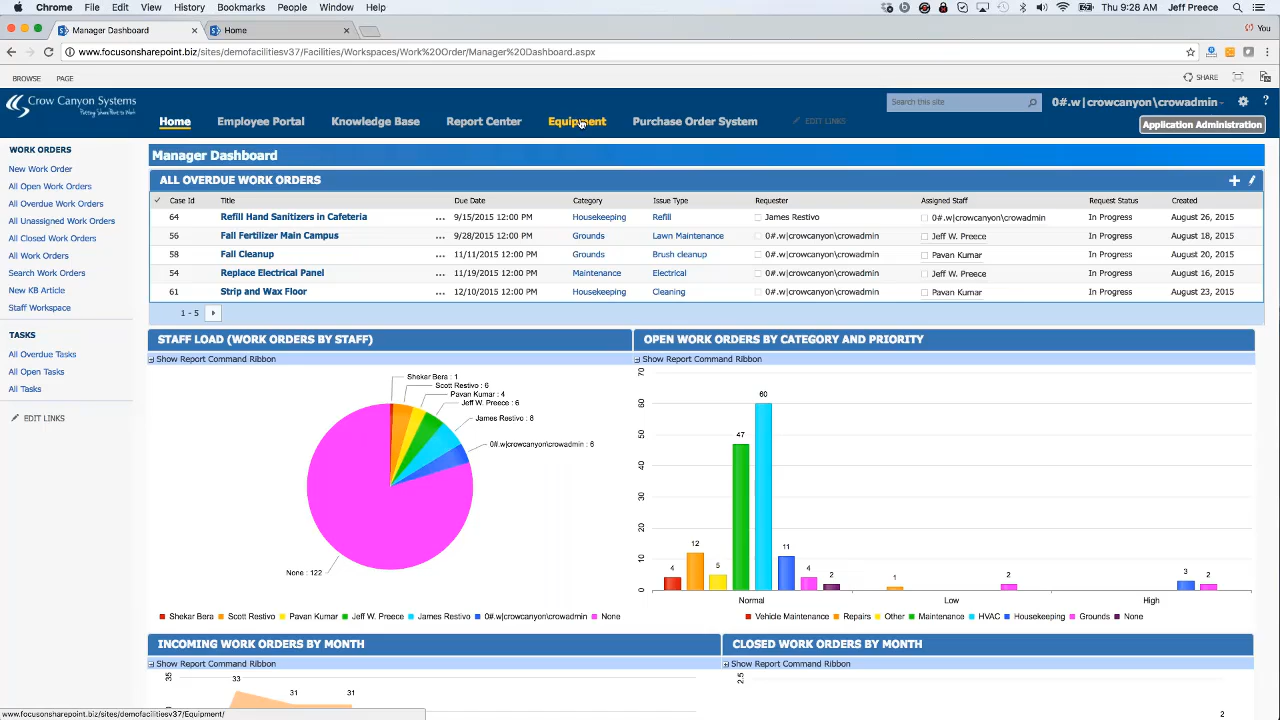 Chrome File Edit View History Bookmarks People Window Help Thu 9:28 AM Jeff Preece
Manager Dashboard Home You
www.focusonsharepoint.biz/sites/demofacilitiesv37/Facilities/Workspaces/Work%20Order/Manager%20Dashboard.aspx
BROWSE PAGE SHARE
Crow Canyon Systems
Putting SharePoint to Work
Search this site 0#.w|crowcanyon\crowadmin ?
Home Employee Portal Knowledge Base Report Center Equipment Purchase Order System EDIT LINKS Application Administration
WORK ORDERS
New Work Order
All Open Work Orders
All Overdue Work Orders
All Unassigned Work Orders
All Closed Work Orders
All Work Orders
Search Work Orders
New KB Article
Staff Workspace
TASKS
All Overdue Tasks
All Open Tasks
All Tasks
EDIT LINKS
Manager Dashboard
ALL OVERDUE WORK ORDERS
Case Id Title Due Date Category Issue Type Requester Assigned Staff Request Status Created
64 Refill Hand Sanitizers in Cafeteria ... 9/15/2015 12:00 PM Housekeeping Refill James Restivo 0#.w|crowcanyon\crowadmin In Progress August 26, 2015
56 Fall Fertilizer Main Campus ... 9/28/2015 12:00 PM Grounds Lawn Maintenance 0#.w|crowcanyon\crowadmin Jeff W. Preece In Progress August 18, 2015
58 Fall Cleanup ... 11/11/2015 12:00 PM Grounds Brush cleanup 0#.w|crowcanyon\crowadmin Pavan Kumar In Progress August 20, 2015
54 Replace Electrical Panel ... 11/19/2015 12:00 PM Maintenance Electrical 0#.w|crowcanyon\crowadmin Jeff W. Preece In Progress August 16, 2015
61 Strip and Wax Floor ... 12/10/2015 12:00 PM Housekeeping Cleaning 0#.w|crowcanyon\crowadmin Pavan Kumar In Progress August 23, 2015
1 - 5
STAFF LOAD (WORK ORDERS BY STAFF)
Show Report Command Ribbon
Shekar Bera : 1
Scott Restivo : 6
Pavan Kumar : 4
Jeff W. Preece : 6
James Restivo : 8
0#.w|crowcanyon\crowadmin : 6
None : 122
Shekar Bera Scott Restivo Pavan Kumar Jeff W. Preece James Restivo 0#.w|crowcanyon\crowadmin None
OPEN WORK ORDERS BY CATEGORY AND PRIORITY
Show Report Command Ribbon
70
60
50
40
30
20
10
0
4 12 5 47 60 11 4 2 1 2 3 2
Normal Low High
Vehicle Maintenance Repairs Other Maintenance HVAC Housekeeping Grounds None
INCOMING WORK ORDERS BY MONTH
Show Report Command Ribbon
35
33 31 31
CLOSED WORK ORDERS BY MONTH
Show Report Command Ribbon
2.5
2
www.focusonsharepoint.biz/sites/demofacilitiesv37/Equipment/